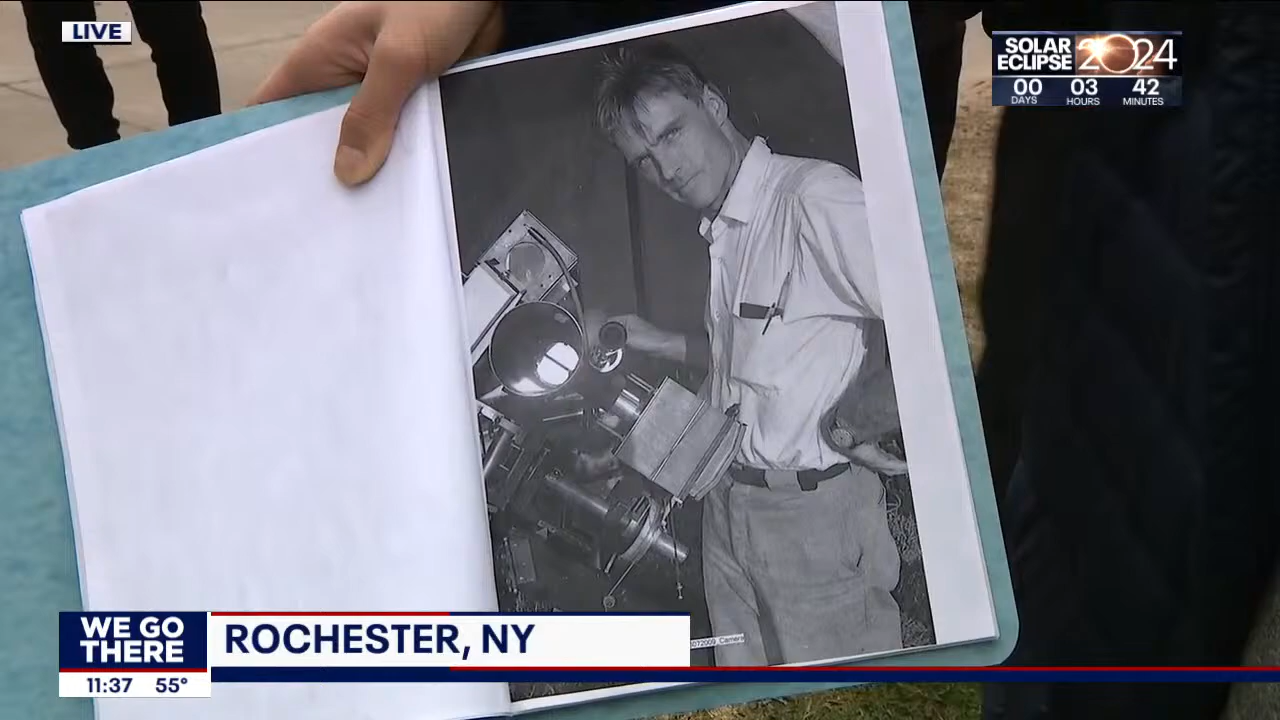 LIVE
SOLAR
ECLIPSE 2024
00 03 42
DAYS HOURS MINUTES
WE GO
THERE
ROCHESTER, NY
11:37 55°